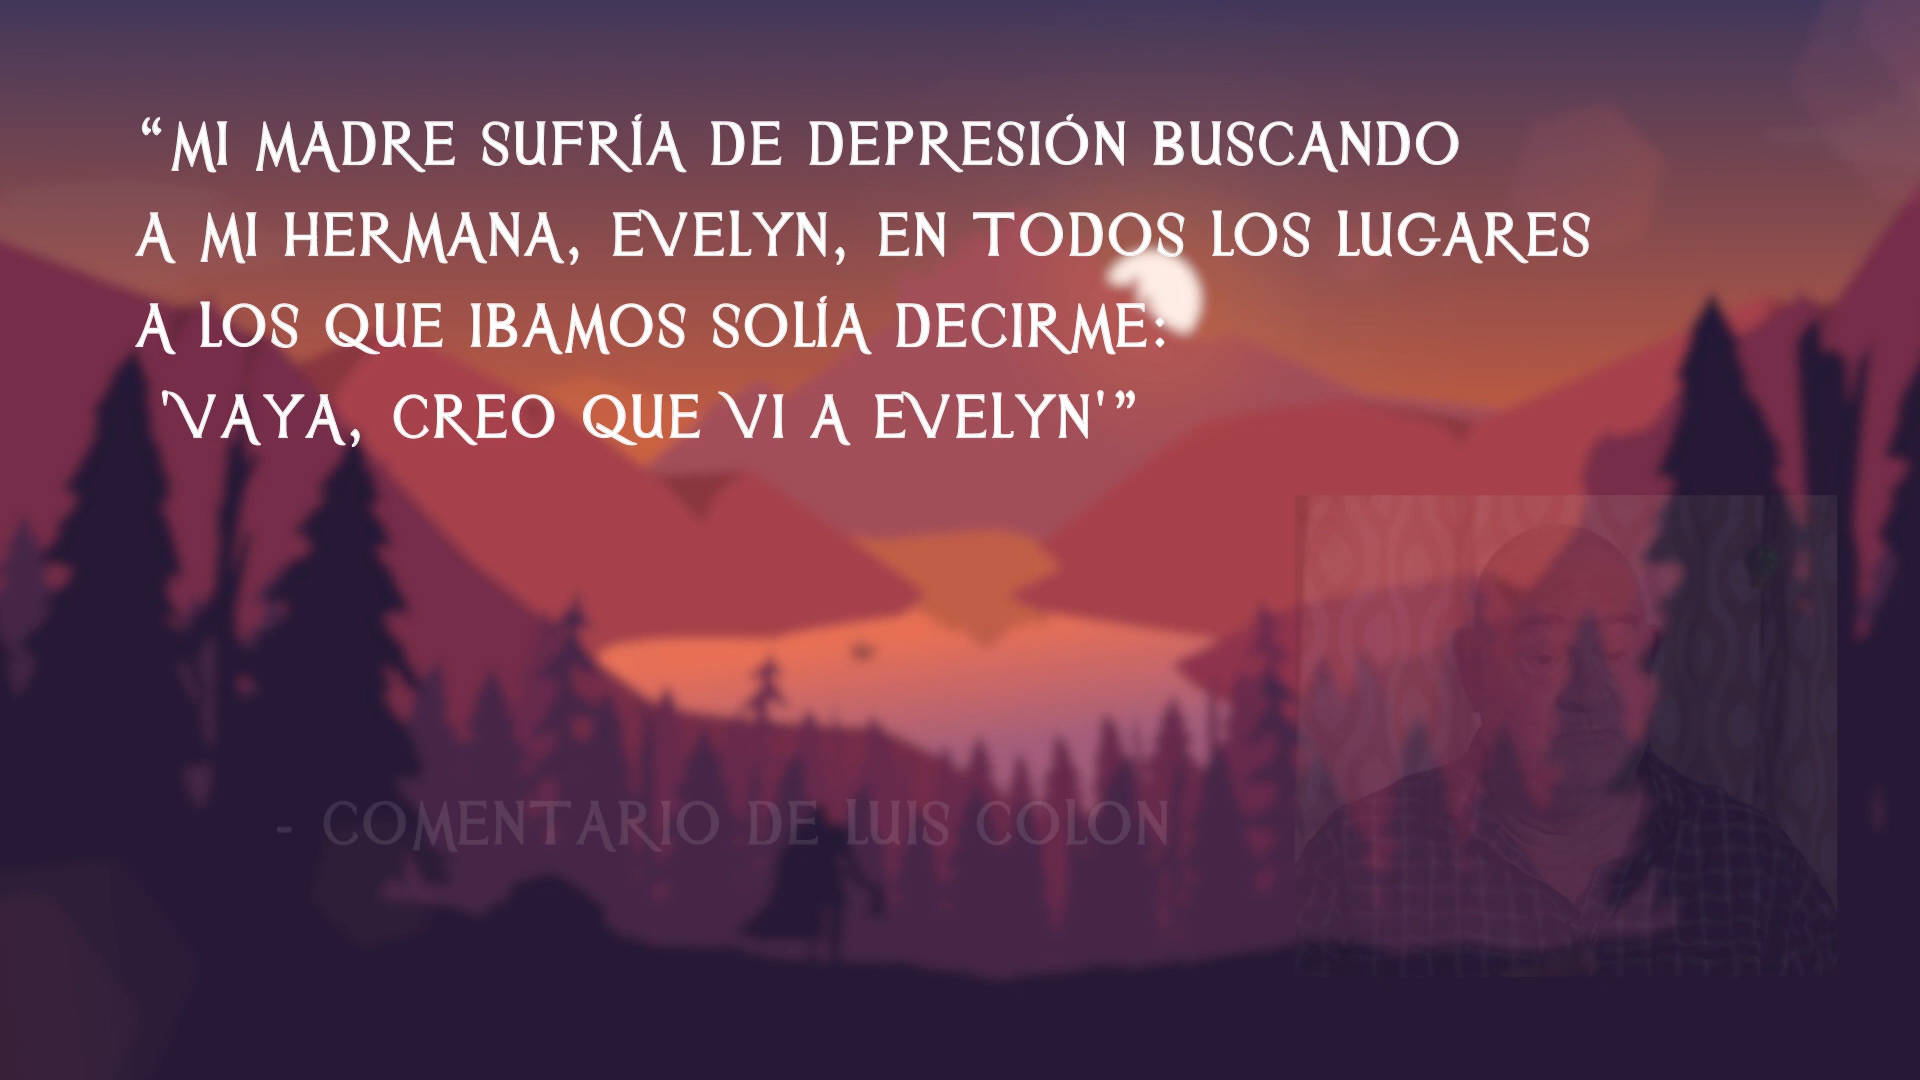 “MI MADRE SUFRÍA DE DEPRESIÓN BUSCANDO
A MI HERMANA, EVELYN, EN TODOS LOS LUGARES
A LOS QUE IBAMOS SOLÍA DECIRME:
'VAYA, CREO QUE VI A EVELYN'”
- COMENTARIO DE LUIS COLON